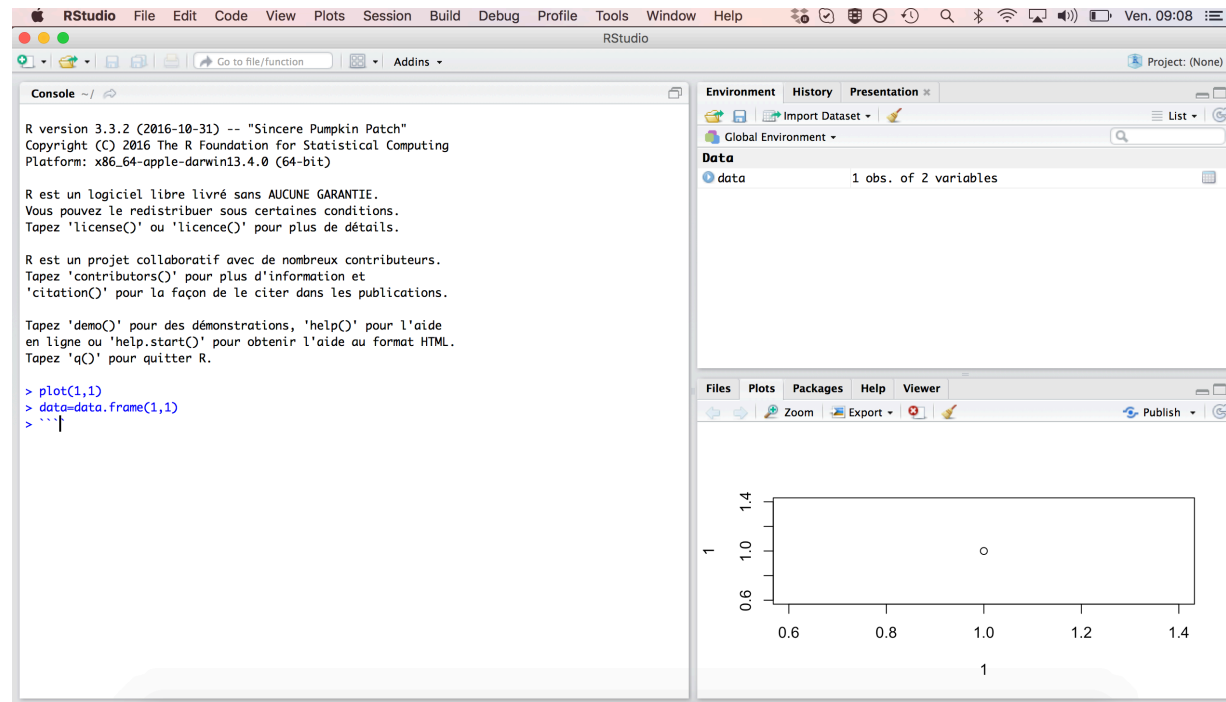 RStudio File Edit Code View Plots Session Build Debug Profile Tools Window Help Ven. 09:08
RStudio
Go to file/function Addins Project: (None)
Console ~/
R version 3.3.2 (2016-10-31) -- "Sincere Pumpkin Patch"
Copyright (C) 2016 The R Foundation for Statistical Computing
Platform: x86_64-apple-darwin13.4.0 (64-bit)
R est un logiciel libre livré sans AUCUNE GARANTIE.
Vous pouvez le redistribuer sous certaines conditions.
Tapez 'license()' ou 'licence()' pour plus de détails.
R est un projet collaboratif avec de nombreux contributeurs.
Tapez 'contributors()' pour plus d'information et
'citation()' pour la façon de le citer dans les publications.
Tapez 'demo()' pour des démonstrations, 'help()' pour l'aide
en ligne ou 'help.start()' pour obtenir l'aide au format HTML.
Tapez 'q()' pour quitter R.
> plot(1,1)
> data=data.frame(1,1)
> ````
Environment History Presentation
Import Dataset List
Global Environment
Data
data 1 obs. of 2 variables
Files Plots Packages Help Viewer
Zoom Export Publish
1.4
1.0
0.6
1
0.6 0.8 1.0 1.2 1.4
1